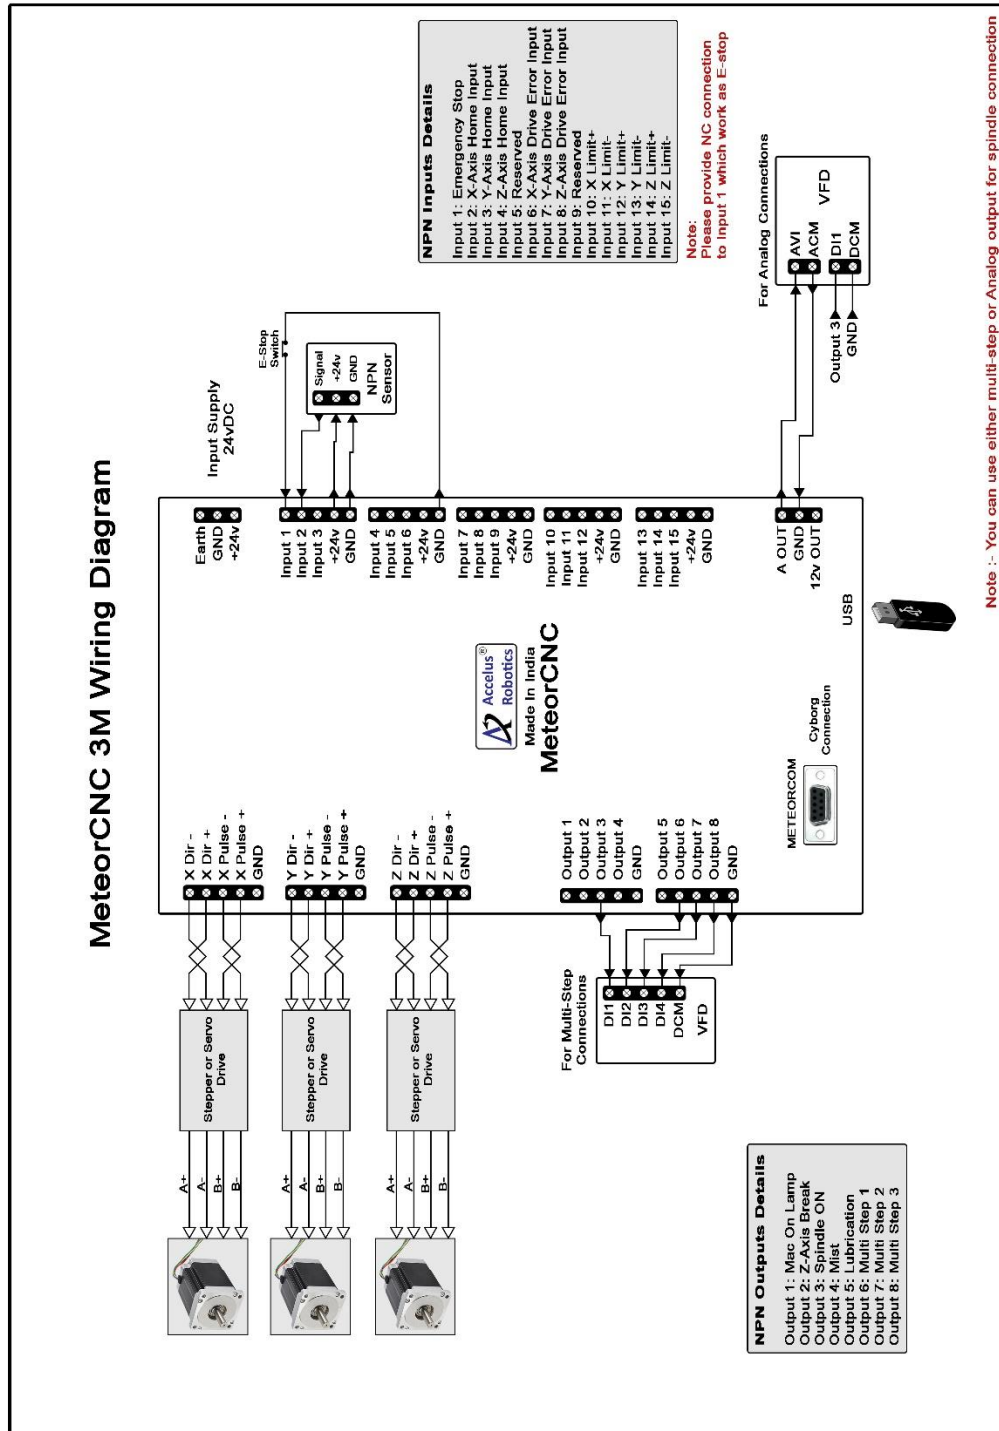 MeteorCNC 3M Wiring Diagram
A+
A-
B+
B-
Stepper or Servo
Drive
X Dir -
X Dir +
X Pulse -
X Pulse +
GND
A+
A-
B+
B-
Stepper or Servo
Drive
Y Dir -
Y Dir +
Y Pulse -
Y Pulse +
GND
A+
A-
B+
B-
Stepper or Servo
Drive
Z Dir -
Z Dir +
Z Pulse -
Z Pulse +
GND
Earth
GND
+24v
Input Supply
24vDC
Input 1
Input 2
Input 3
+24v
GND
E-Stop
Switch
Signal
+24v
GND
NPN
Sensor
Input 4
Input 5
Input 6
+24v
GND
Input 7
Input 8
Input 9
+24v
GND
Input 10
Input 11
Input 12
+24v
GND
Input 13
Input 14
Input 15
+24v
GND
NPN Inputs Details
Input 1: Emergency Stop
Input 2: X-Axis Home Input
Input 3: Y-Axis Home Input
Input 4: Z-Axis Home Input
Input 5: Reserved
Input 6: X-Axis Drive Error Input
Input 7: Y-Axis Drive Error Input
Input 8: Z-Axis Drive Error Input
Input 9: Reserved
Input 10: X Limit+
Input 11: X Limit-
Input 12: Y Limit+
Input 13: Y Limit-
Input 14: Z Limit+
Input 15: Z Limit-
Note:
Please provide NC connection
to Input 1 which work as E-stop
AR Accelus®
Robotics
Made In India
MeteorCNC
For Multi-Step
Connections
DI1
DI2
DI3
DI4
DCM
VFD
Output 1
Output 2
Output 3
Output 4
GND
Output 5
Output 6
Output 7
Output 8
GND
METEORCOM
Cyborg
Connection
USB
A OUT
GND
12v OUT
For Analog Connections
AVI
ACM
DI1
DCM
VFD
Output 3
GND
NPN Outputs Details
Output 1: Mac On Lamp
Output 2: Z-Axis Break
Output 3: Spindle ON
Output 4: Mist
Output 5: Lubrication
Output 6: Multi Step 1
Output 7: Multi Step 2
Output 8: Multi Step 3
Note :- You can use either multi-step or Analog output for spindle connection